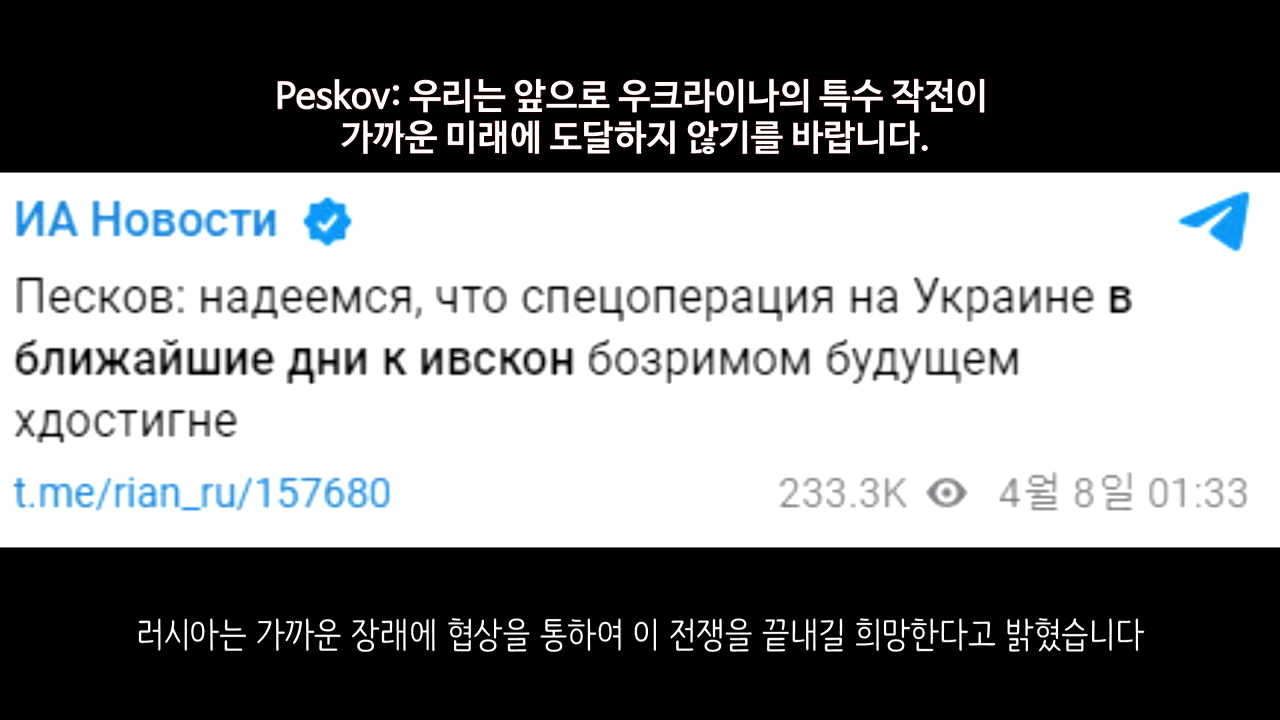 Peskov: 우리는 앞으로 우크라이나의 특수 작전이
가까운 미래에 도달하지 않기를 바랍니다.
ИА Новости
Песков: надеемся, что спецоперация на Украине в
ближайшие дни к ивскон бозримом будущем
хдостигне
t.me/rian_ru/157680
233.3K 4월 8일 01:33
러시아는 가까운 장래에 협상을 통하여 이 전쟁을 끝내길 희망한다고 밝혔습니다